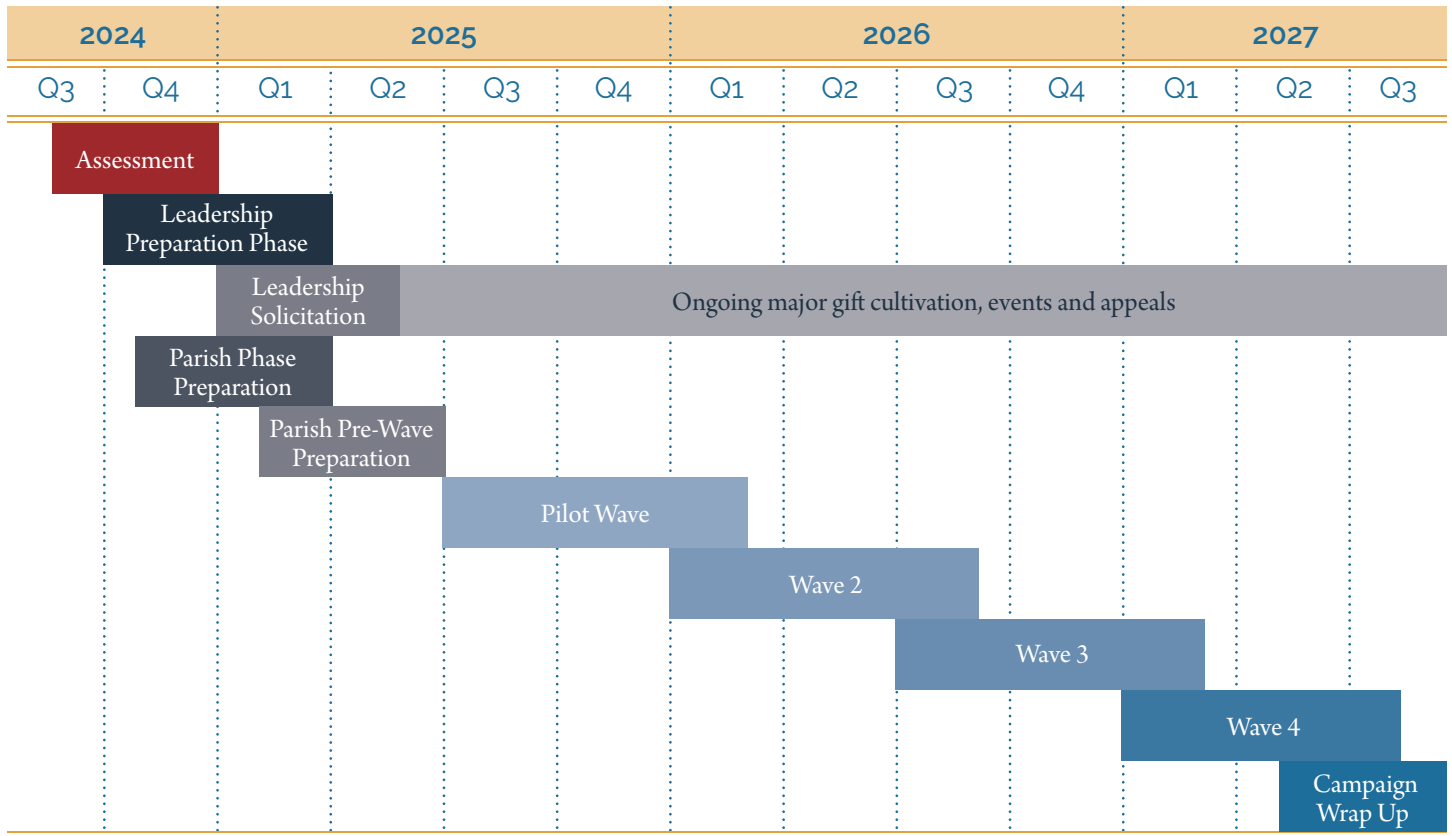 2024 2025 2026 2027
Q3 Q4 Q1 Q2 Q3 Q4 Q1 Q2 Q3 Q4 Q1 Q2 Q3
Assessment
Leadership
Preparation Phase
Leadership
Solicitation
Ongoing major gift cultivation, events and appeals
Parish Phase
Preparation
Parish Pre-Wave
Preparation
Pilot Wave
Wave 2
Wave 3
Wave 4
Campaign
Wrap Up